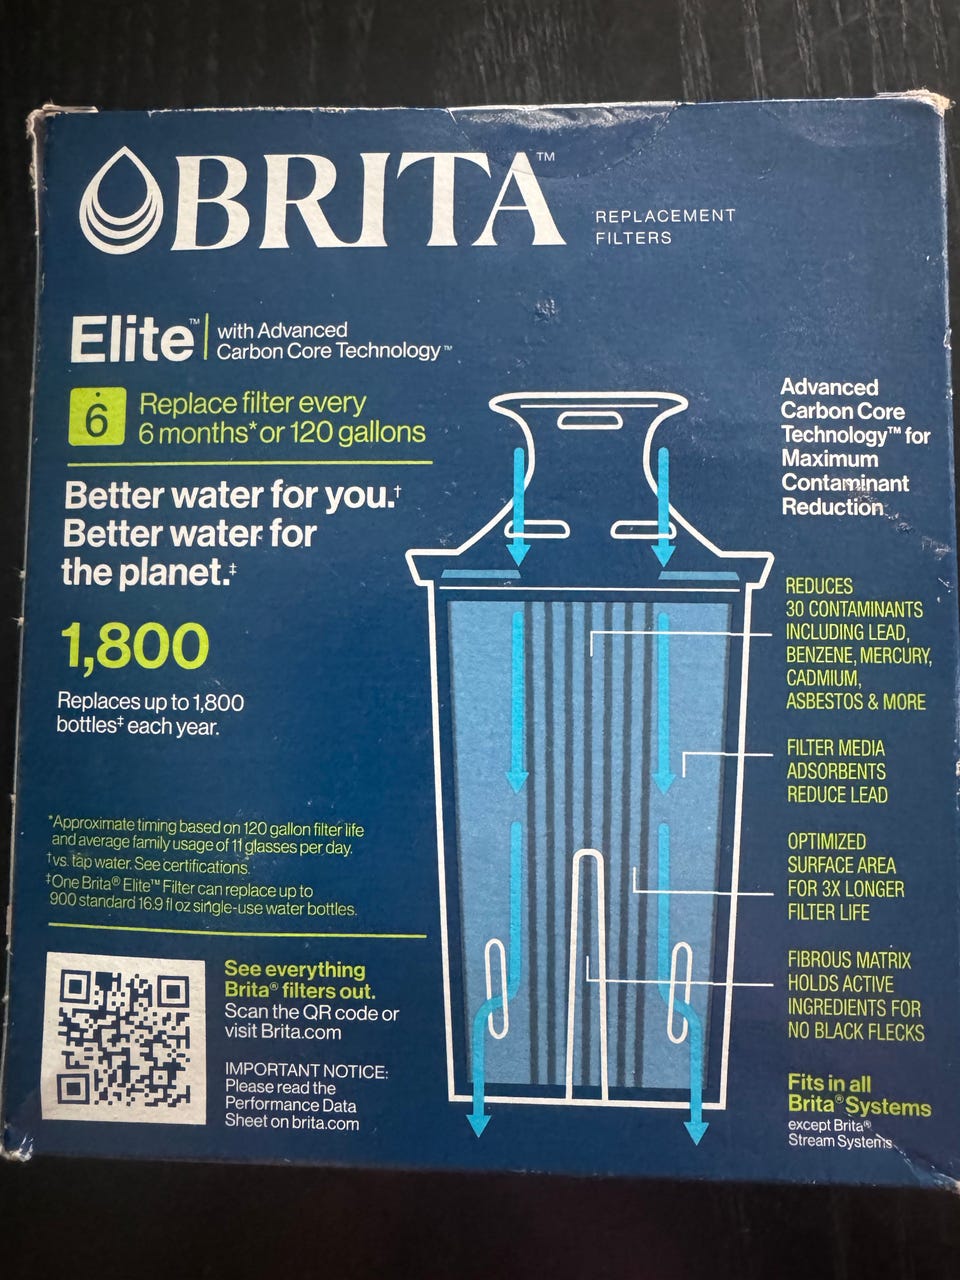 BRITA™
REPLACEMENT
FILTERS
Elite™
with Advanced
Carbon Core Technology™
6
Replace filter every
6 months* or 120 gallons
Better water for you.†
Better water for
the planet.‡
1,800
Replaces up to 1,800
bottles‡ each year.
*Approximate timing based on 120 gallon filter life
and average family usage of 11 glasses per day.
†vs. tap water. See certifications.
‡One Brita® Elite™ Filter can replace up to
900 standard 16.9 fl oz single-use water bottles.
See everything
Brita® filters out.
Scan the QR code or
visit Brita.com
IMPORTANT NOTICE:
Please read the
Performance Data
Sheet on brita.com
Advanced
Carbon Core
Technology™ for
Maximum
Contaminant
Reduction
REDUCES
30 CONTAMINANTS
INCLUDING LEAD,
BENZENE, MERCURY,
CADMIUM,
ASBESTOS & MORE
FILTER MEDIA
ADSORBENTS
REDUCE LEAD
OPTIMIZED
SURFACE AREA
FOR 3X LONGER
FILTER LIFE
FIBROUS MATRIX
HOLDS ACTIVE
INGREDIENTS FOR
NO BLACK FLECKS
Fits in all
Brita® Systems
except Brita®
Stream Systems